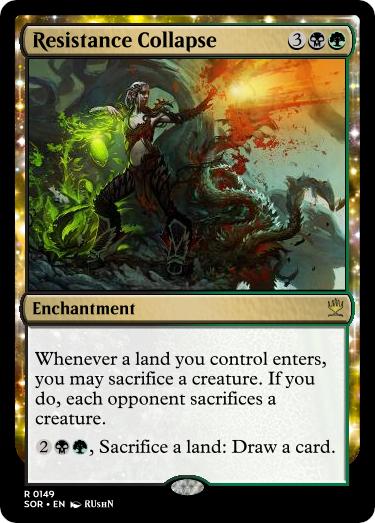 Resistance Collapse 3
Enchantment
Whenever a land you control enters,
you may sacrifice a creature. If you
do, each opponent sacrifices a
creature.
2 , Sacrifice a land: Draw a card.
R 0149
SOR • EN RUshN